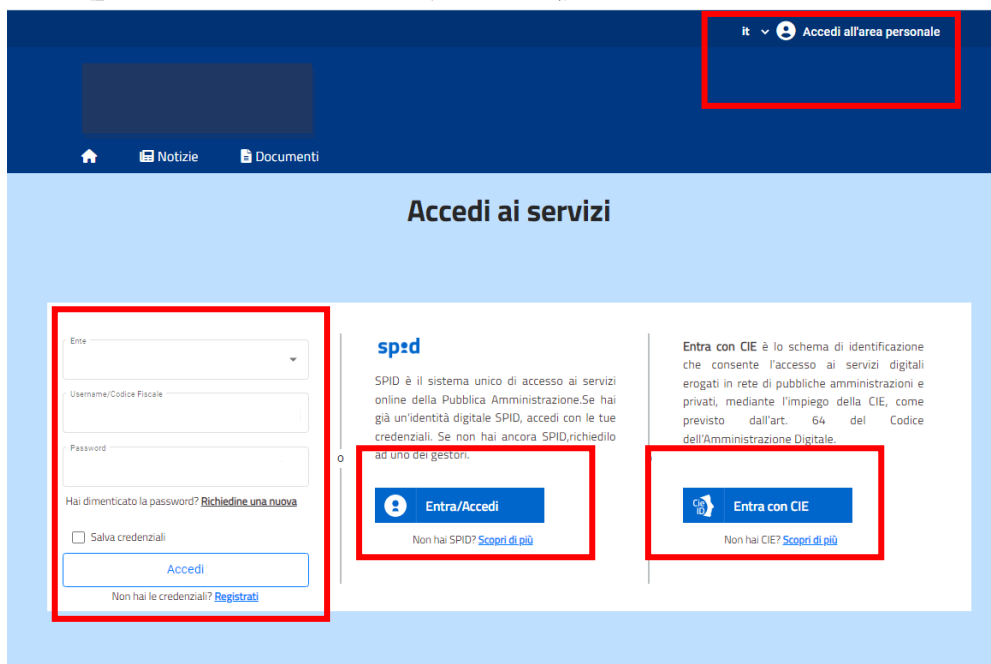 it Accedi all'area personale
Notizie Documenti
Accedi ai servizi
Ente
Username/Codice Fiscale
Password
Hai dimenticato la password? Richiedine una nuova
Salva credenziali
Accedi
Non hai le credenziali? Registrati
o
spid
SPID è il sistema unico di accesso ai servizi
online della Pubblica Amministrazione.Se hai
già un'identità digitale SPID, accedi con le tue
credenziali. Se non hai ancora SPID,richiedilo
ad uno dei gestori.
Entra/Accedi
Non hai SPID? Scopri di più
Entra con CIE è lo schema di identificazione
che consente l'accesso ai servizi digitali
erogati in rete di pubbliche amministrazioni e
privati, mediante l'impiego della CIE, come
previsto dall'art. 64 del Codice
dell'Amministrazione Digitale.
Cie ID
Entra con CIE
Non hai CIE? Scopri di più